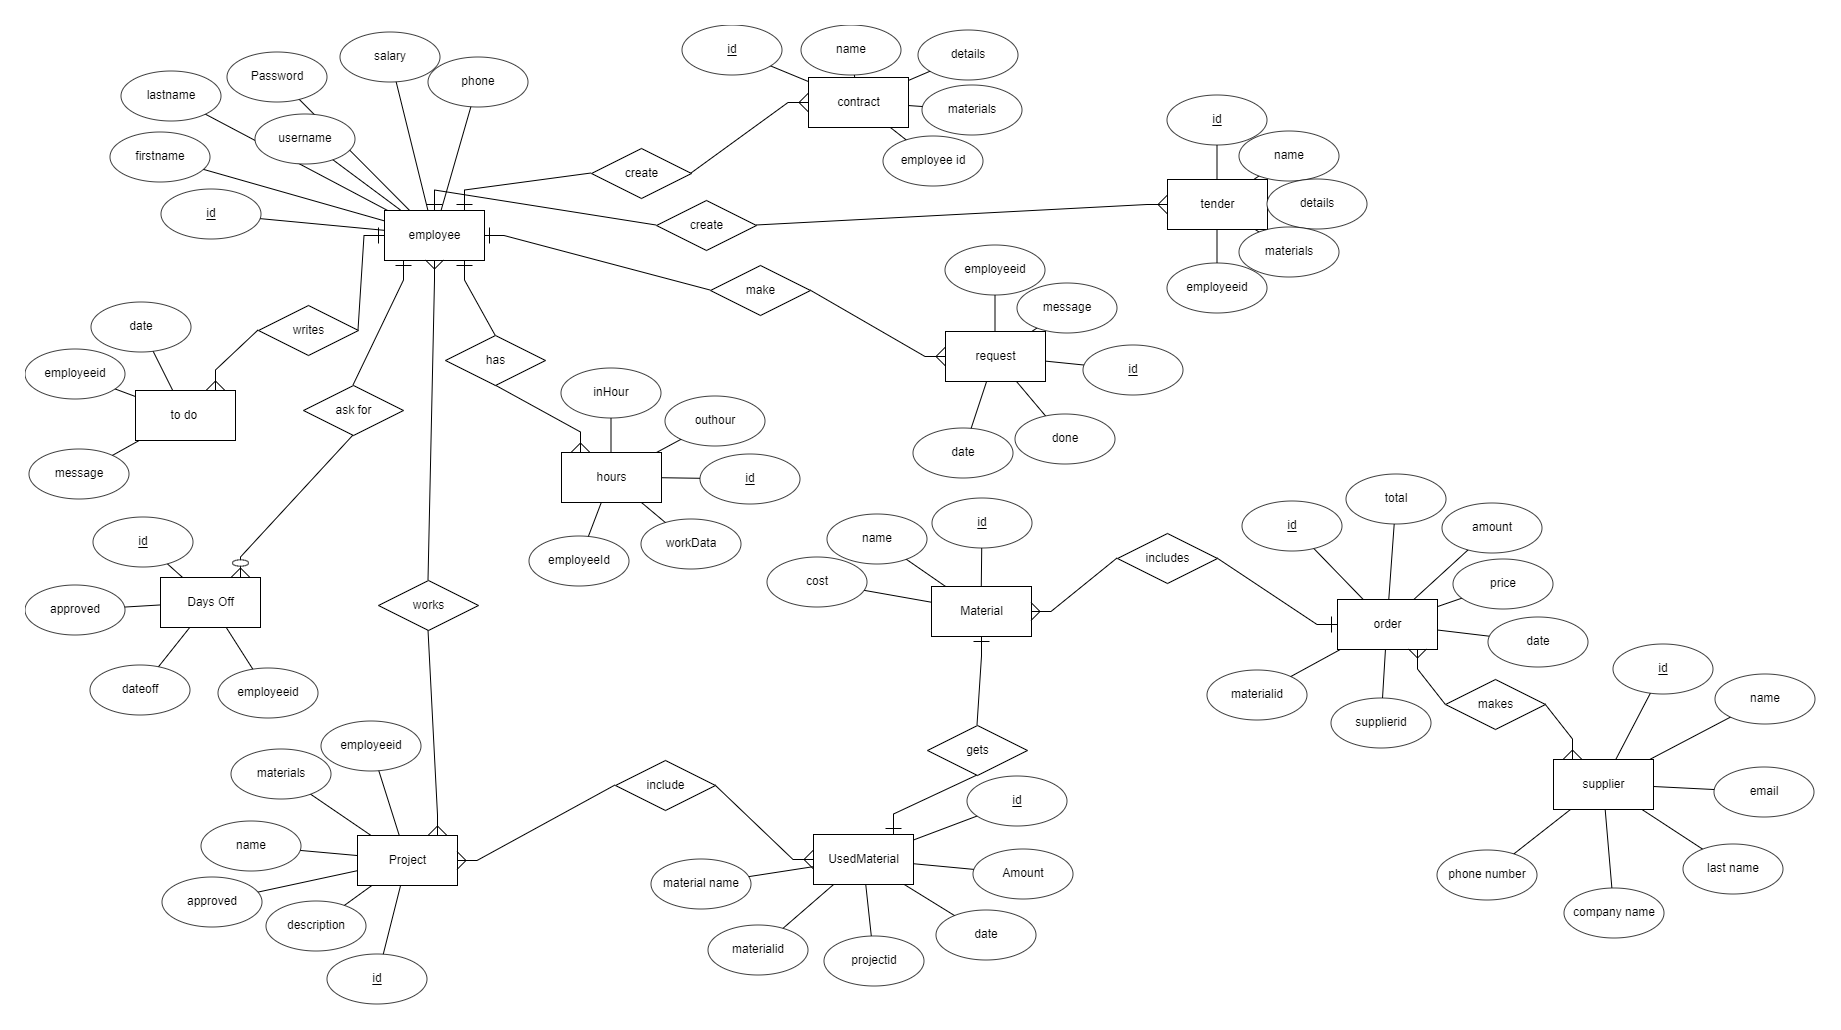 salary
Password
phone
lastname
username
firstname
id
employee
id
name
details
contract
materials
employee id
create
create
id
name
tender
details
materials
employeeid
make
employeeid
message
request
id
date
done
writes
date
employeeid
to do
message
ask for
has
inHour
outhour
hours
id
employeeId
workData
id
Days Off
approved
dateoff
employeeid
works
id
name
cost
Material
includes
id
total
amount
price
order
date
materialid
supplierid
makes
id
name
supplier
email
phone number
last name
company name
gets
employeeid
materials
name
Project
approved
description
id
include
id
UsedMaterial
Amount
material name
date
materialid
projectid